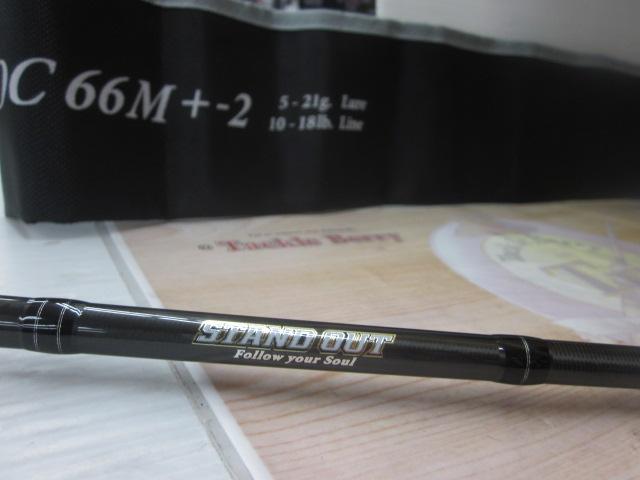 C 66M+-2
5-21g. Lure
10-18lb. Line
Tackle Berry
STAND OUT
Follow your Soul